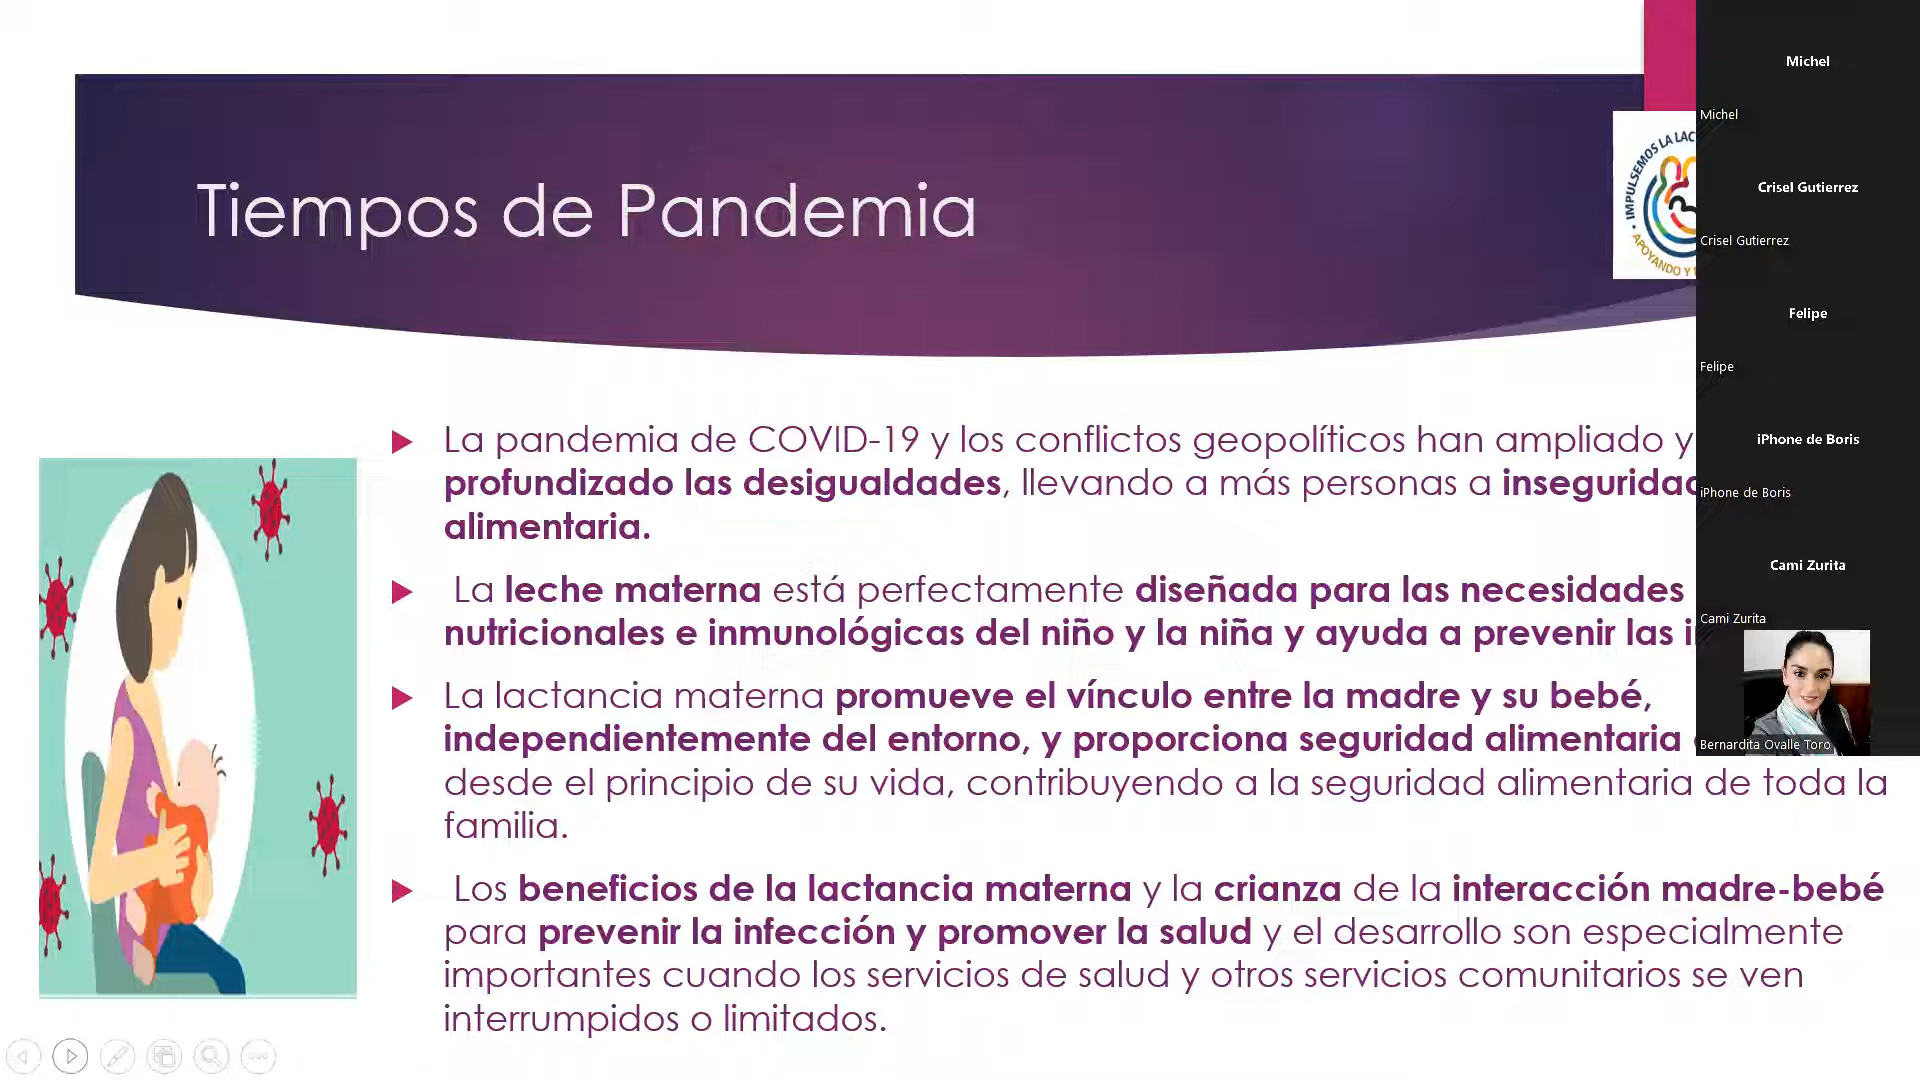 Tiempos de Pandemia
IMPULSEMOS LA
APOYANDO Y
La pandemia de COVID-19 y los conflictos geopolíticos han ampliado y
profundizado las desigualdades, llevando a más personas a
alimentaria.
La leche materna está perfectamente diseñada para las necesidades
nutricionales e inmunológicas del niño y la niña y ayuda a prevenir las
La lactancia materna promueve el vínculo entre la madre y su bebé,
independientemente del entorno, y proporciona seguridad alimentaria
desde el principio de su vida, contribuyendo a la seguridad alimentaria de toda la
familia.
Los beneficios de la lactancia materna y la crianza de la interacción madre-bebé
para prevenir la infección y promover la salud y el desarrollo son especialmente
importantes cuando los servicios de salud y otros servicios comunitarios se ven
interrumpidos o limitados.
Michel
Michel
Crisel Gutierrez
Crisel Gutierrez
Felipe
Felipe
iPhone de Boris
iPhone de Boris
Cami Zurita
Cami Zurita
Bernardita Ovalle Toro